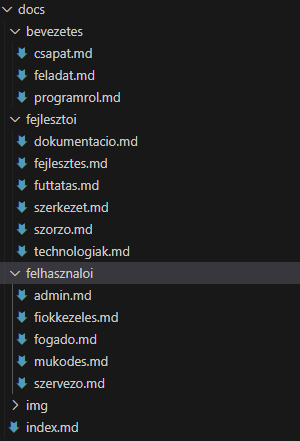 docs
bevezetes
csapat.md
feladat.md
programrol.md
fejlesztoi
dokumentacio.md
fejlesztes.md
futtatas.md
szerkezet.md
szorzo.md
technologiak.md
felhasznaloi
admin.md
fiokkezeles.md
fogado.md
mukodes.md
szervezo.md
img
index.md